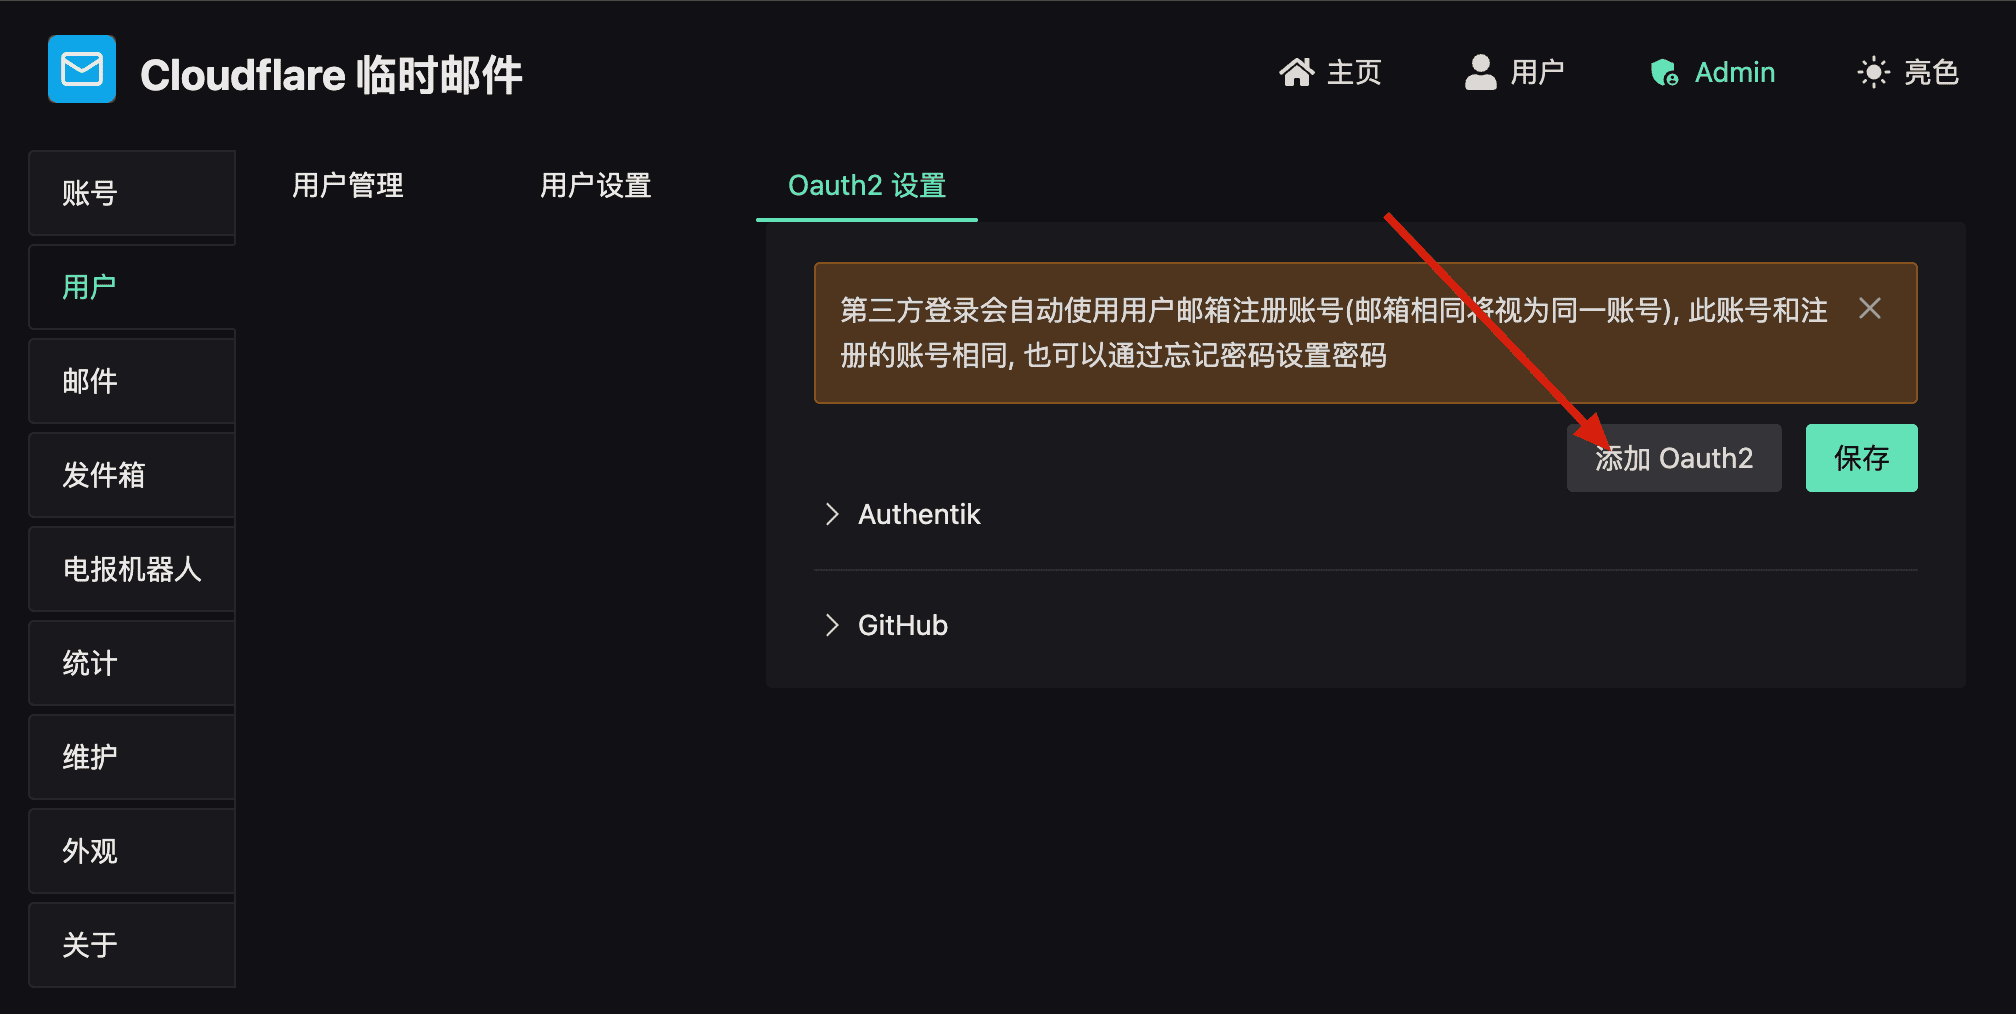 Cloudflare 临时邮件
主页
用户
Admin
亮色
账号
用户
邮件
发件箱
电报机器人
统计
维护
外观
关于
用户管理
用户设置
Oauth2 设置
第三方登录会自动使用用户邮箱注册账号(邮箱相同将视为同一账号), 此账号和注
册的账号相同, 也可以通过忘记密码设置密码
添加 Oauth2
保存
Authentik
GitHub